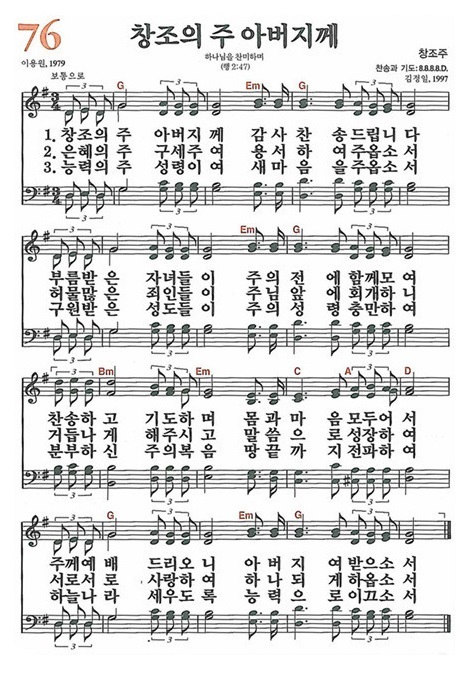 76
창조의 주 아버지께
하나님을 찬미하며
(행 2:47)
창조주
이용원, 1979
찬송과 기도: 8.8.8.8.D.
김정일, 1997
보통으로
G Em G
1. 창조의 주 아버지께 감사찬 송드립니다
2. 은혜의 주 구세주여 용서하 여주옵소서
3. 능력의 주 성령이여 새마음 을주옵소서
Em G
부름받은 자녀들이 주의전 에함께모여
허물많은 죄인들이 주님앞 에회개하니
구원받은 성도들이 주의성 령충만하여
Bm Em C A⁷ D
찬송하고 기도하며 몸과마 음모두어서
거듭나게 해주시고 말씀으 로성장하여
분부하신 주의복음 땅끝까 지전파하여
G Em G
주께예배 드리오니 아버지 여받으소서
서로서로 사랑하여 하나되 게하옵소서
하늘나라 세우도록 능력으 로이끄소서